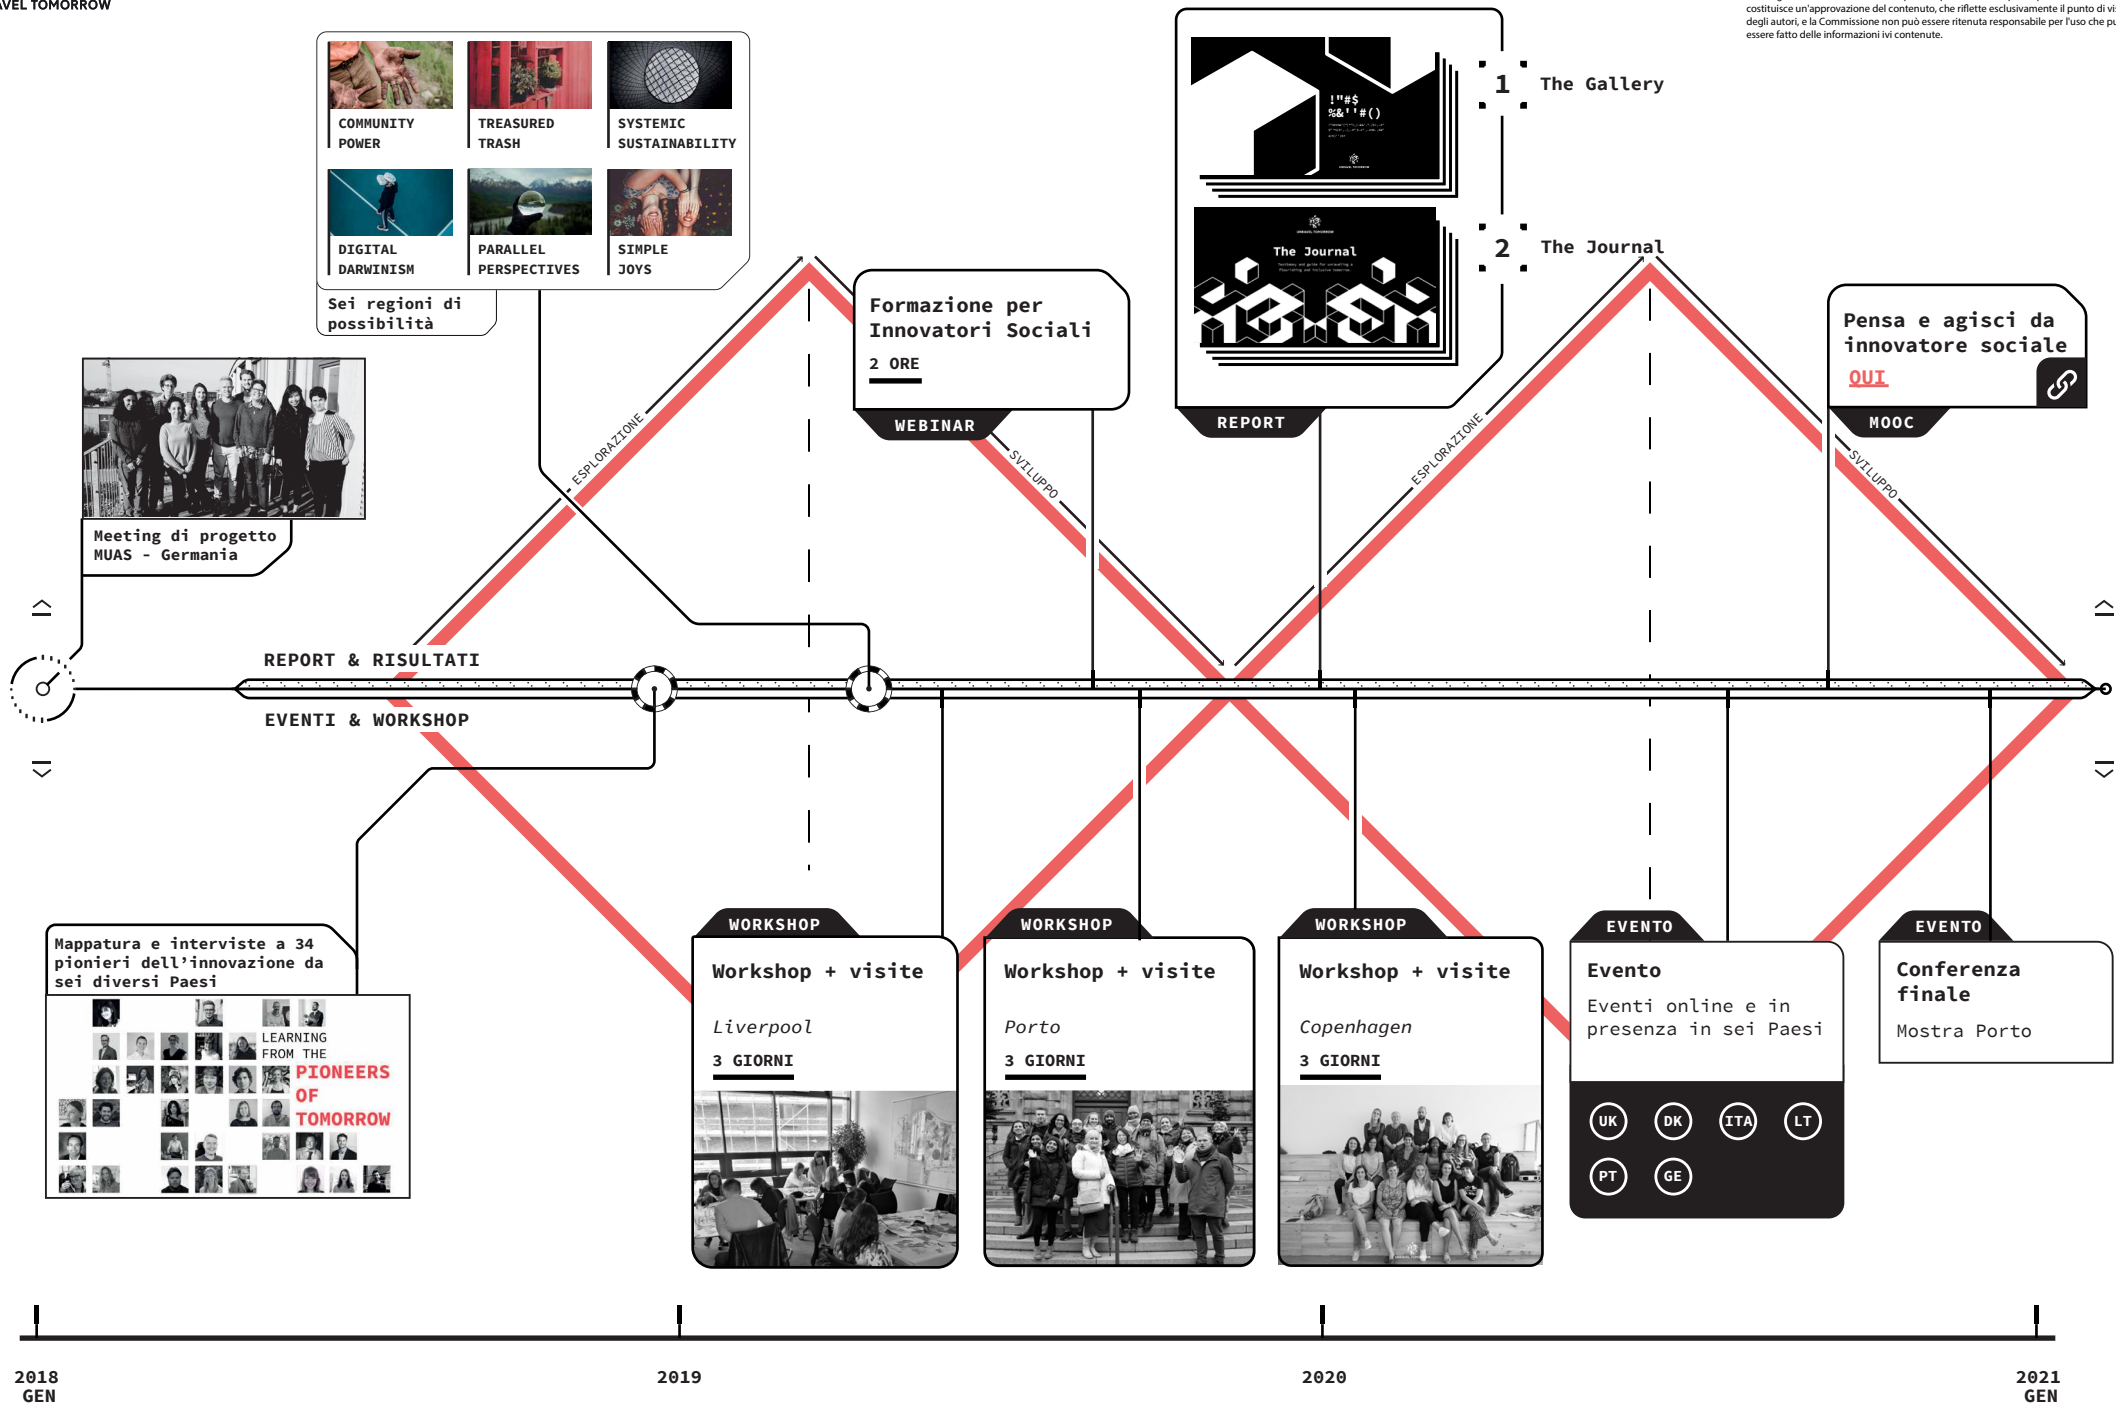 TOMORROW
costituisce un'approvazione del contenuto, che riflette esclusivamente il punto di
degli autori, e la Commissione non può essere ritenuta responsabile per l'uso che
essere fatto delle informazioni ivi contenute.
COMMUNITY
POWER
TREASURED
TRASH
SYSTEMIC
SUSTAINABILITY
DIGITAL
DARWINISM
PARALLEL
PERSPECTIVES
SIMPLE
JOYS
Sei regioni di
possibilità
!"#$
%&''#()
UNRAVEL TOMORROW
1
The Gallery
UNRAVEL TOMORROW
The Journal
2
The Journal
REPORT
Formazione per
Innovatori Sociali
2 ORE
WEBINAR
Pensa e agisci da
innovatore sociale
QUI
MOOC
ESPLORAZIONE
SVILUPPO
ESPLORAZIONE
SVILUPPO
Meeting di progetto
MUAS - Germania
REPORT & RISULTATI
EVENTI & WORKSHOP
Mappatura e interviste a 34
pionieri dell’innovazione da
sei diversi Paesi
LEARNING
FROM THE
PIONEERS
OF
TOMORROW
WORKSHOP
Workshop + visite
Liverpool
3 GIORNI
WORKSHOP
Workshop + visite
Porto
3 GIORNI
WORKSHOP
Workshop + visite
Copenhagen
3 GIORNI
EVENTO
Evento
Eventi online e in
presenza in sei Paesi
UK
DK
ITA
LT
PT
GE
EVENTO
Conferenza
finale
Mostra Porto
2018
GEN
2019
2020
2021
GEN